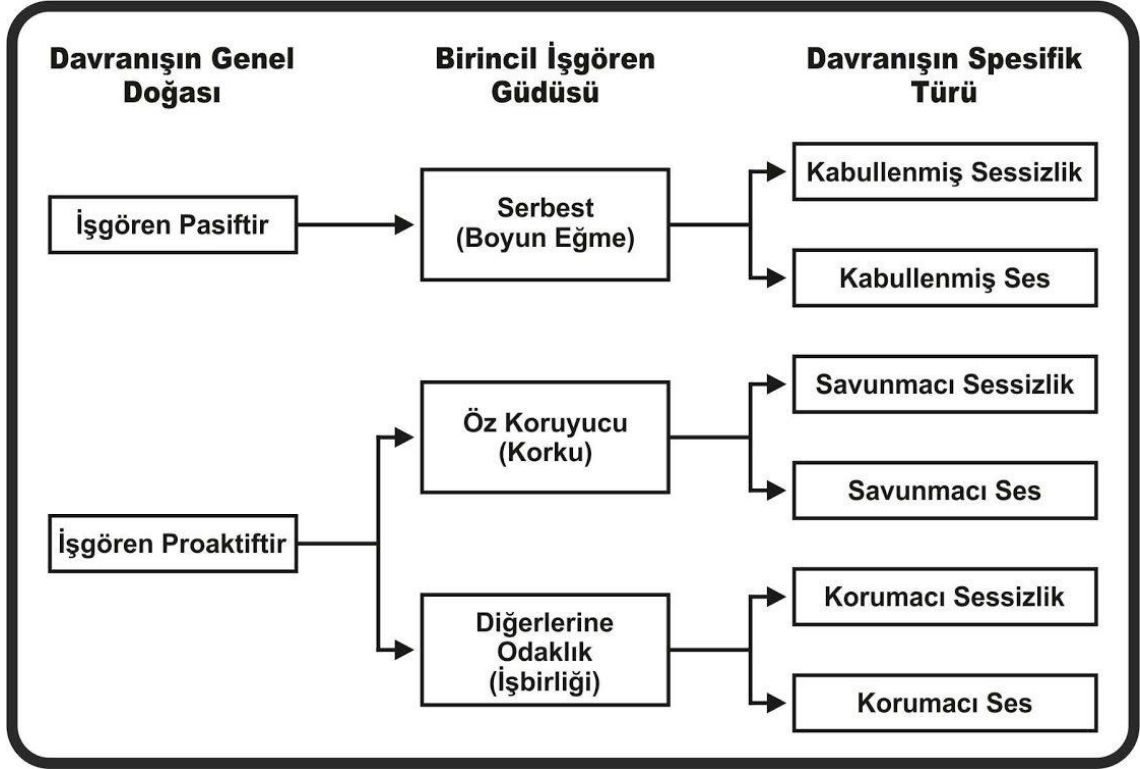 Davranışın Genel
Doğası
Birincil İşgören
Güdüsü
Davranışın Spesifik
Türü
İşgören Pasiftir
Serbest
(Boyun Eğme)
Kabullenmiş Sessizlik
Kabullenmiş Ses
İşgören Proaktiftir
Öz Koruyucu
(Korku)
Savunmacı Sessizlik
Savunmacı Ses
Diğerlerine
Odaklık
(İşbirliği)
Korumacı Sessizlik
Korumacı Ses